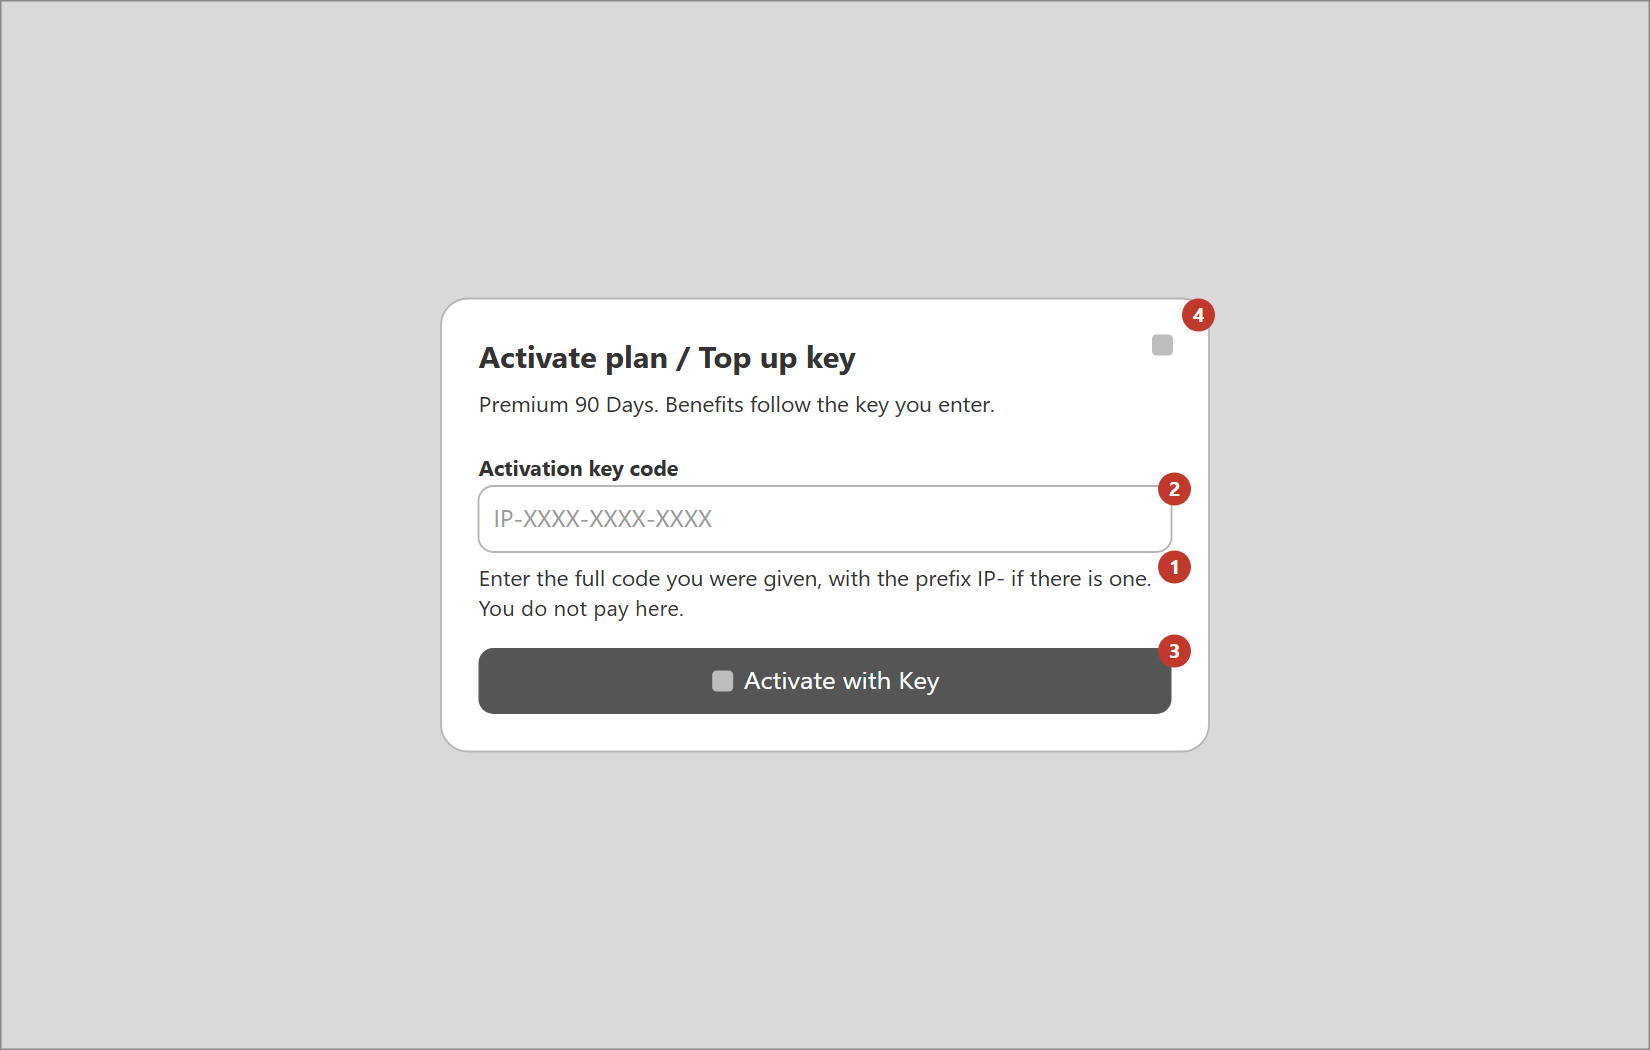 4
Activate plan / Top up key
Premium 90 Days. Benefits follow the key you enter.
Activation key code
2
IP-XXXX-XXXX-XXXX
1
Enter the full code you were given, with the prefix IP- if there is one.
You do not pay here.
3
Activate with Key